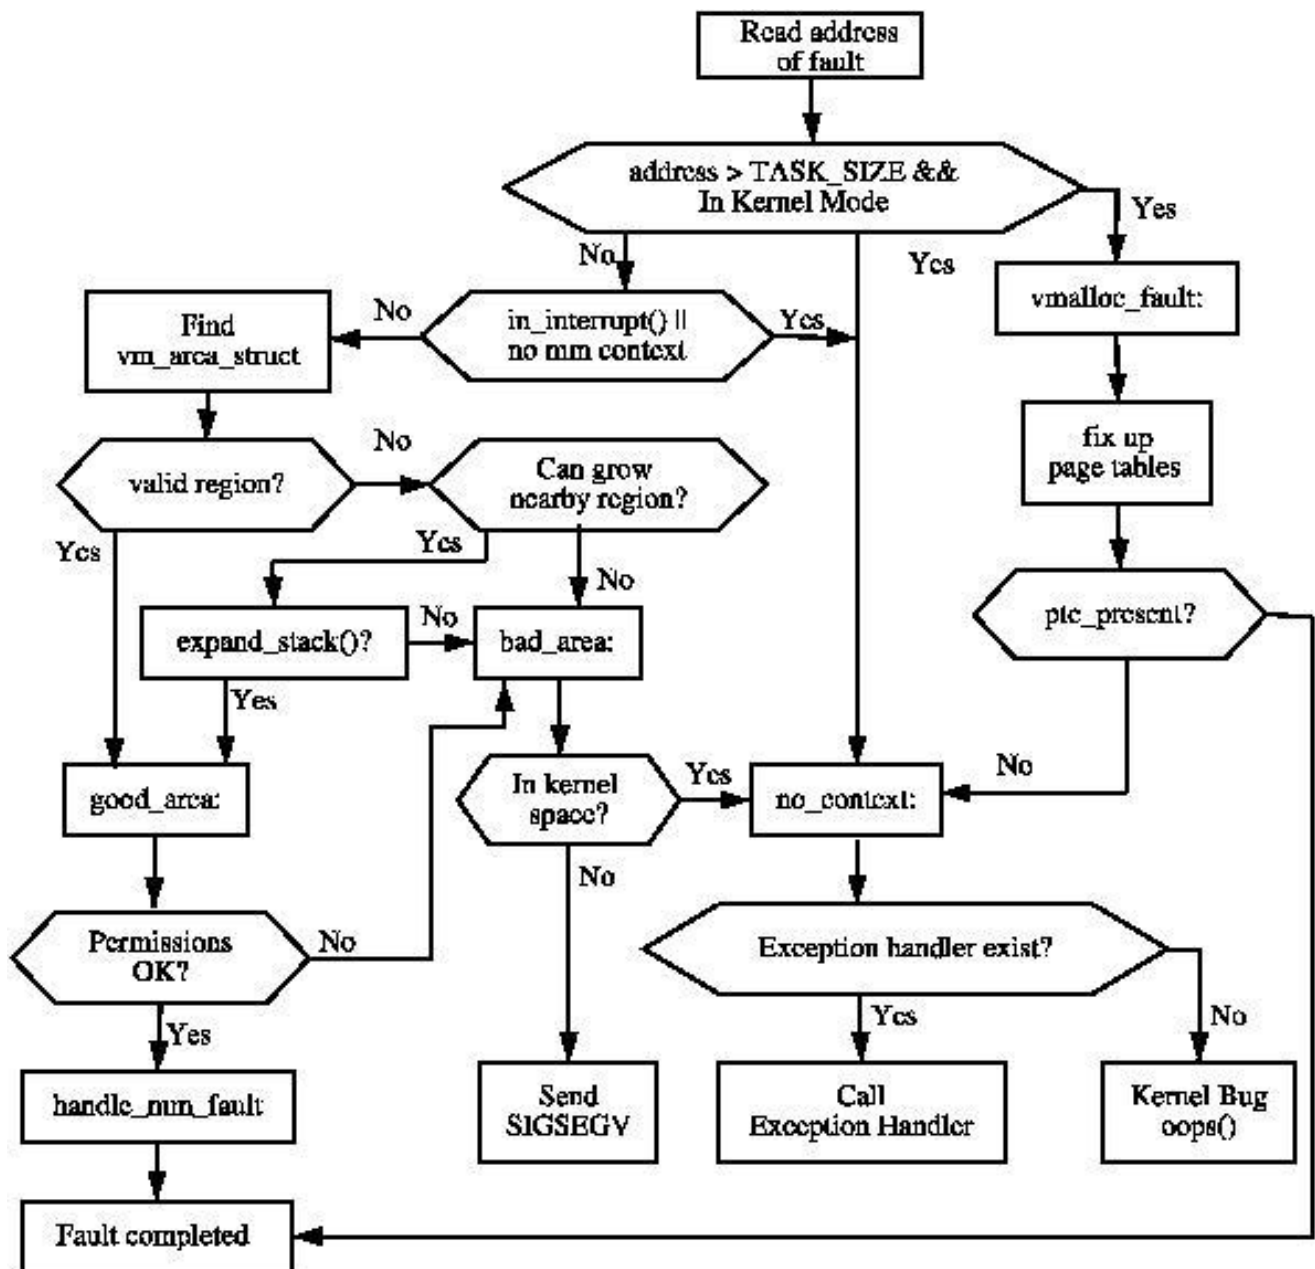 Read address
of fault
address > TASK_SIZE &&
In Kernel Mode
Yes
No
Yes
vmalloc_fault:
Find
vm_area_struct
No
in_interrupt() ||
no mm context
Yes
fix up
page tables
valid region?
No
Can grow
nearby region?
Yes
Yes
No
pte_present?
expand_stack()?
No
bad_area:
Yes
good_area:
In kernel
space?
Yes
no_context:
No
No
Permissions
OK?
No
Exception handler exist?
Yes
Yes
No
handle_mm_fault
Send
SIGSEGV
Call
Exception Handler
Kernel Bug
oops()
Fault completed